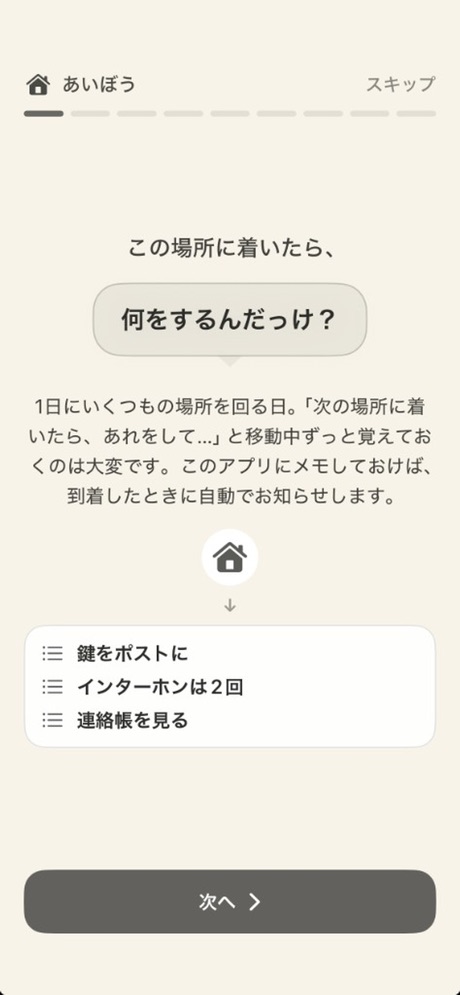 あいぼう
スキップ
この場所に着いたら、
何をするんだっけ？
1日にいくつもの場所を回る日。「次の場所に着
いたら、あれをして…」と移動中ずっと覚えてお
くのは大変です。このアプリにメモしておけば、
到着したときに自動でお知らせします。
鍵をポストに
インターホンは2回
連絡帳を見る
次へ